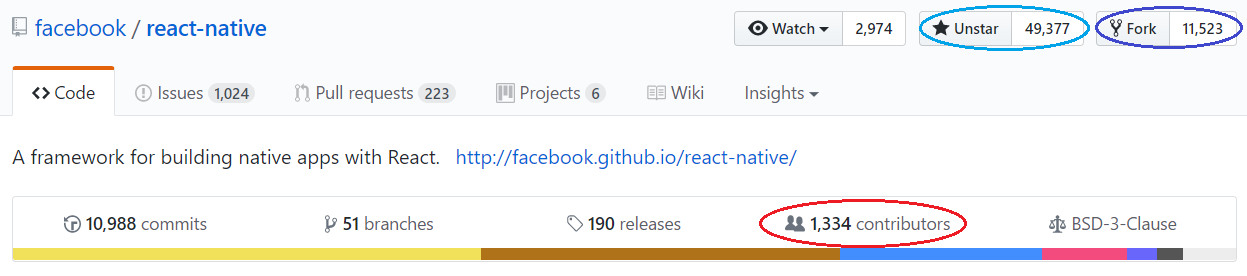 facebook / react-native Watch 2,974 Unstar 49,377 Fork 11,523
Code Issues 1,024 Pull requests 223 Projects 6 Wiki Insights
A framework for building native apps with React. http://facebook.github.io/react-native/
10,988 commits 51 branches 190 releases 1,334 contributors BSD-3-Clause